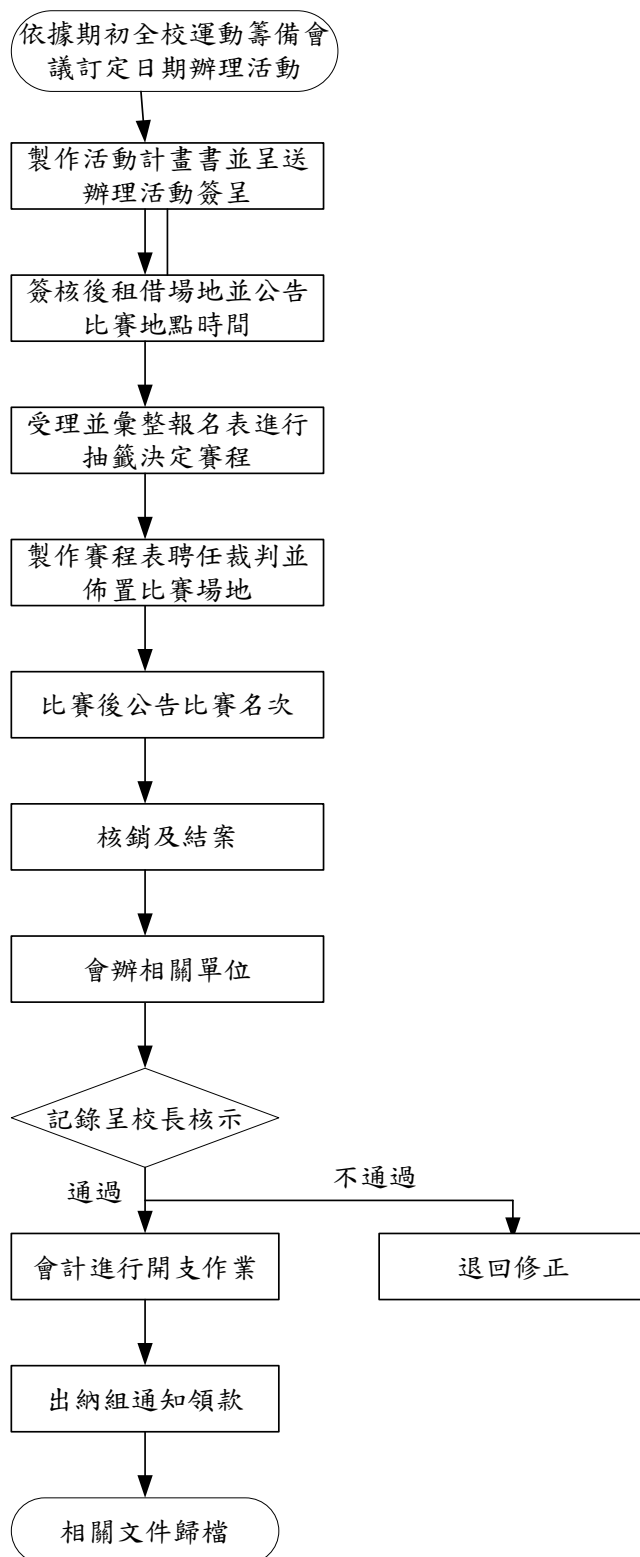 依據期初全校運動籌備會
議訂定日期辦理活動
製作活動計畫書並呈送
辦理活動簽呈
簽核後租借場地並公告
比賽地點時間
受理並彙整報名表進行
抽籤決定賽程
製作賽程表聘任裁判並
佈置比賽場地
比賽後公告比賽名次
核銷及結案
會辦相關單位
記錄呈校長核示
通過
不通過
會計進行開支作業
退回修正
出納組通知領款
相關文件歸檔